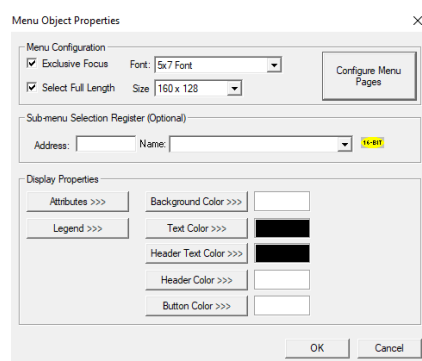 Menu Object Properties
Menu Configuration
Exclusive Focus Font: 5x7 Font
Select Full Length Size 160 x 128
Configure Menu
Pages
Sub-menu Selection Register (Optional)
Address: Name: 16-BIT
Display Properties
Attributes >>> Background Color >>>
Legend >>> Text Color >>>
Header Text Color >>>
Header Color >>>
Button Color >>>
OK Cancel